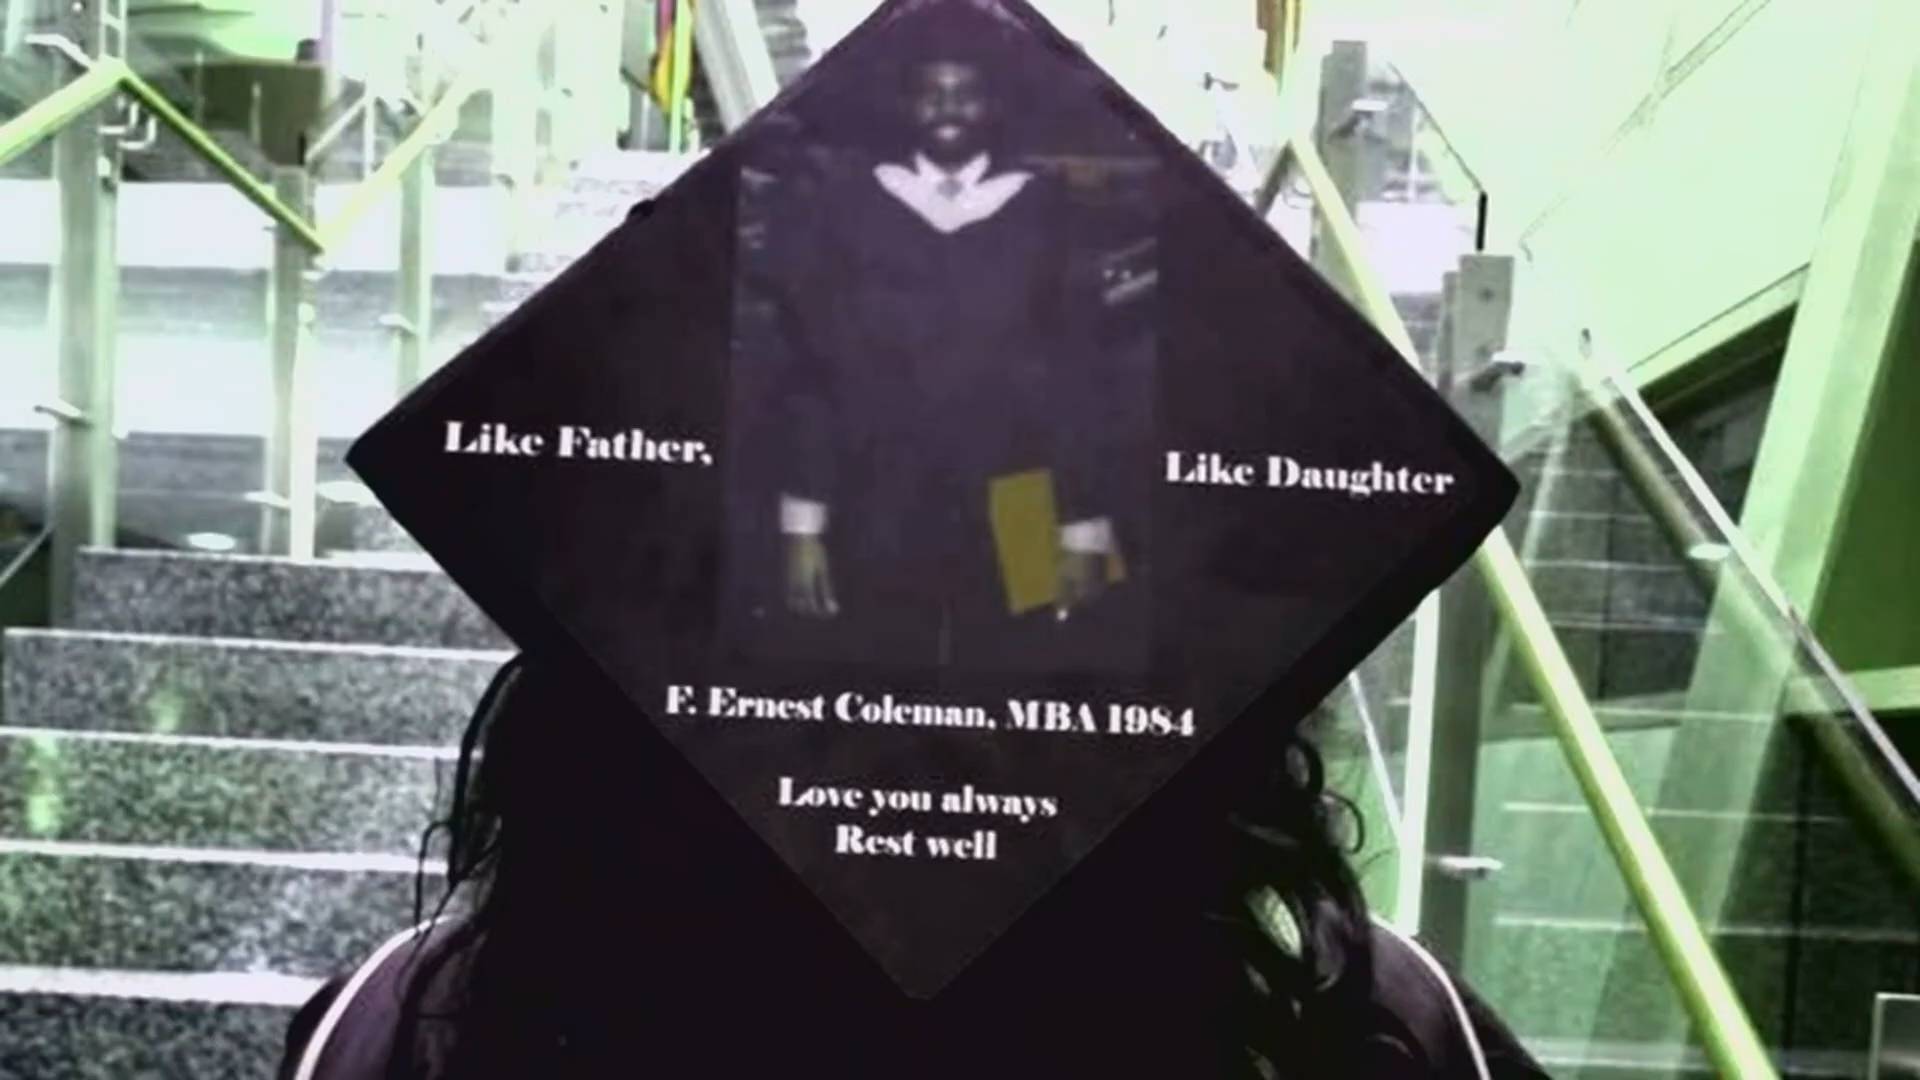 Like Father,
Like Daughter
F. Ernest Coleman, MBA 1984
Love you always
Rest well